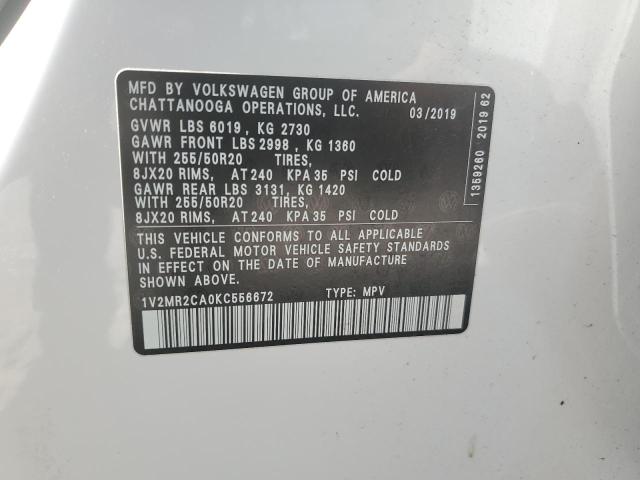 MFD BY VOLKSWAGEN GROUP OF AMERICA
CHATTANOOGA OPERATIONS, LLC. 03/2019
GVWR LBS 6019 , KG 2730
GAWR FRONT LBS 2998 , KG 1360
WITH 255/50R20 TIRES,
8JX20 RIMS, AT 240 KPA 35 PSI COLD
GAWR REAR LBS 3131, KG 1420
WITH 255/50R20 TIRES,
8JX20 RIMS, AT 240 KPA 35 PSI COLD
THIS VEHICLE CONFORMS TO ALL APPLICABLE
U.S. FEDERAL MOTOR VEHICLE SAFETY STANDARDS
IN EFFECT ON THE DATE OF MANUFACTURE
SHOWN ABOVE.
1V2MR2CA0KC556672 TYPE: MPV
1359260 2019 62